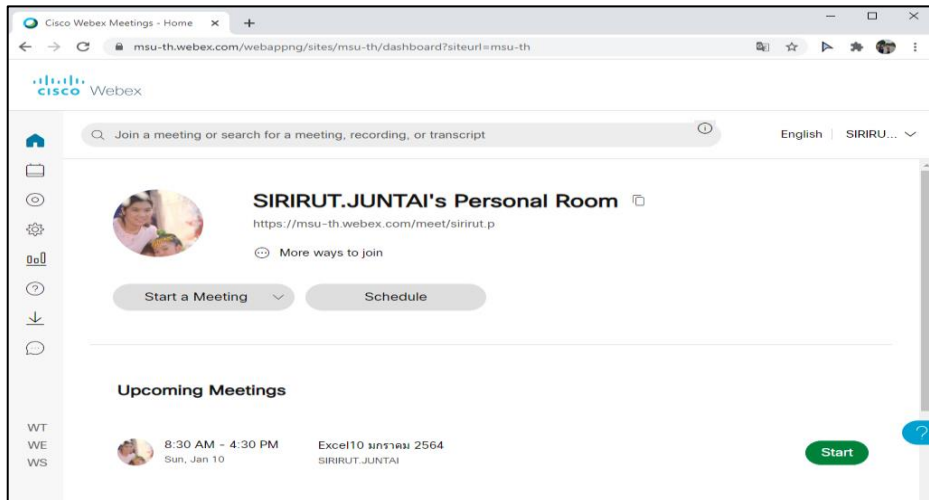 Cisco Webex Meetings - Home
msu-th.webex.com/webappng/sites/msu-th/dashboard?siteurl=msu-th
cisco Webex
Join a meeting or search for a meeting, recording, or transcript
English SIRIRU...
SIRIRUT.JUNTAI's Personal Room
https://msu-th.webex.com/meet/sirirut.p
More ways to join
Start a Meeting Schedule
Upcoming Meetings
WT
WE
WS
8:30 AM - 4:30 PM Excel10 มกราคม 2564
Sun, Jan 10 SIRIRUT.JUNTAI
Start